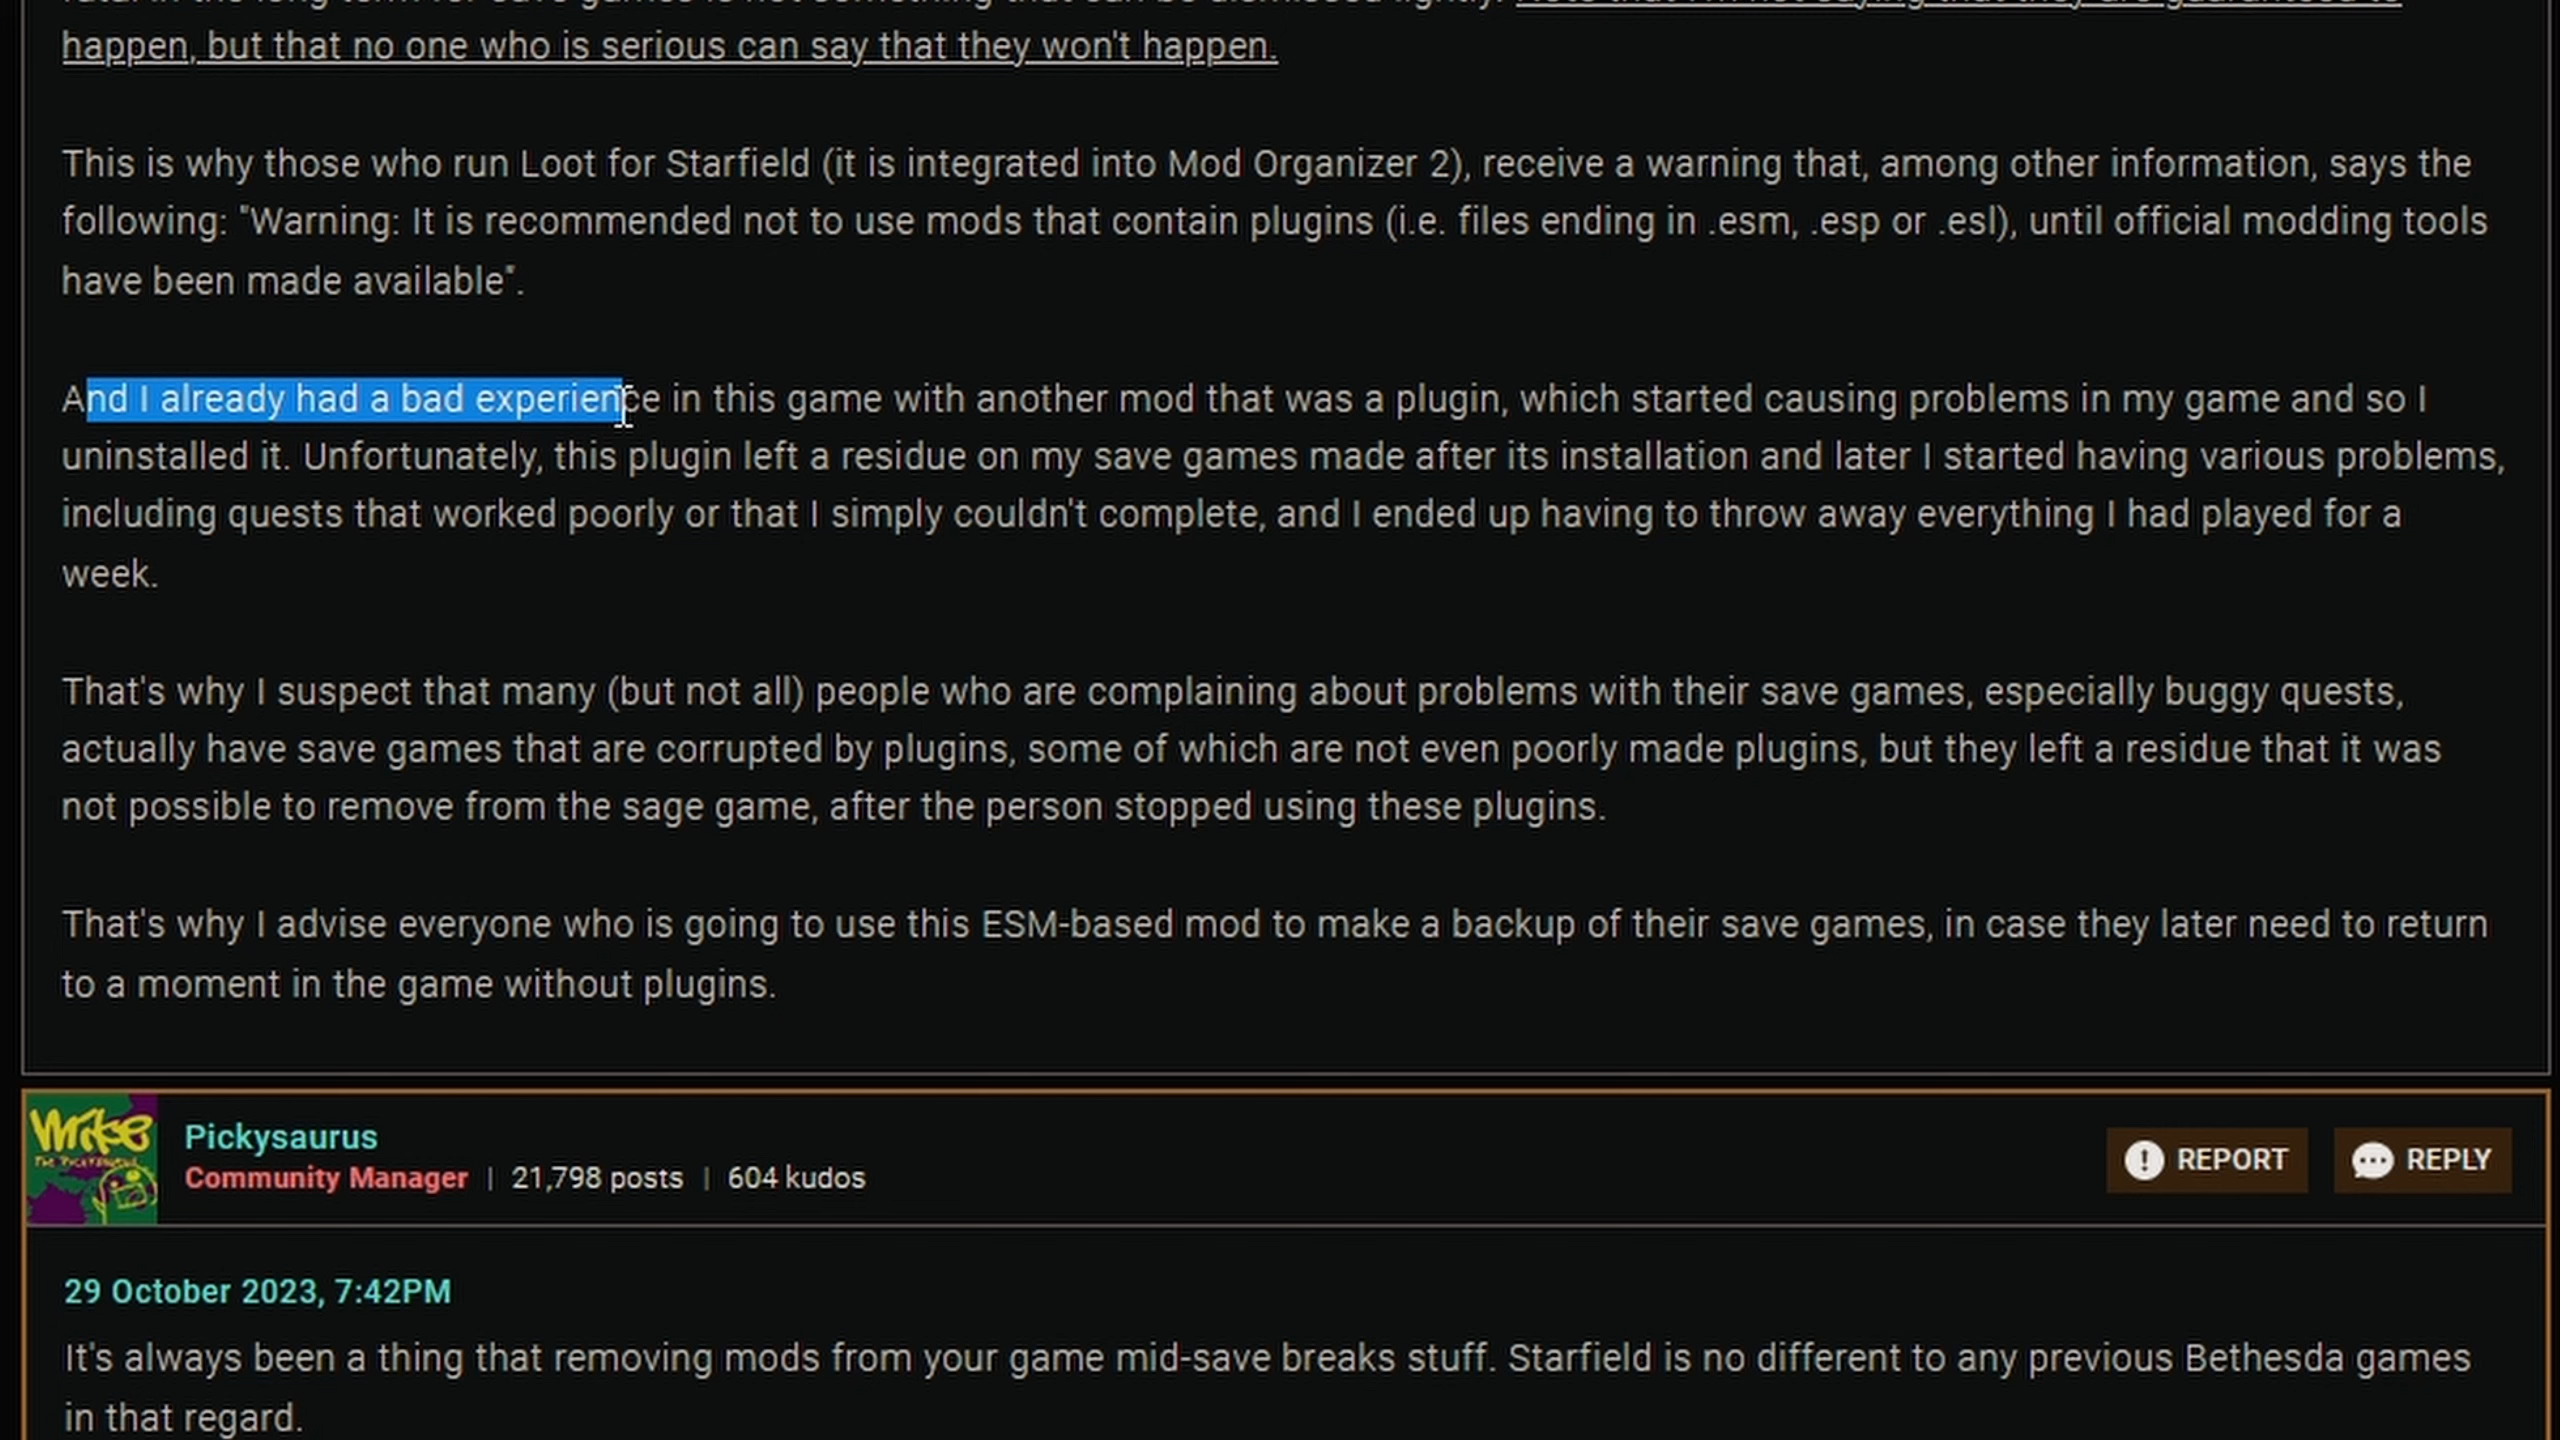 happen, but that no one who is serious can say that they won't happen.
This is why those who run Loot for Starfield (it is integrated into Mod Organizer 2), receive a warning that, among other information, says the
following: "Warning: It is recommended not to use mods that contain plugins (i.e. files ending in .esm, .esp or .esl), until official modding tools
have been made available".
And I already had a bad experience in this game with another mod that was a plugin, which started causing problems in my game and so I
uninstalled it. Unfortunately, this plugin left a residue on my save games made after its installation and later I started having various problems,
including quests that worked poorly or that I simply couldn't complete, and I ended up having to throw away everything I had played for a
week.
That's why I suspect that many (but not all) people who are complaining about problems with their save games, especially buggy quests,
actually have save games that are corrupted by plugins, some of which are not even poorly made plugins, but they left a residue that it was
not possible to remove from the sage game, after the person stopped using these plugins.
That's why I advise everyone who is going to use this ESM-based mod to make a backup of their save games, in case they later need to return
to a moment in the game without plugins.
Mike
The Pickysaurus
Pickysaurus
Community Manager | 21,798 posts | 604 kudos
REPORT
REPLY
29 October 2023, 7:42PM
It's always been a thing that removing mods from your game mid-save breaks stuff. Starfield is no different to any previous Bethesda games
in that regard.